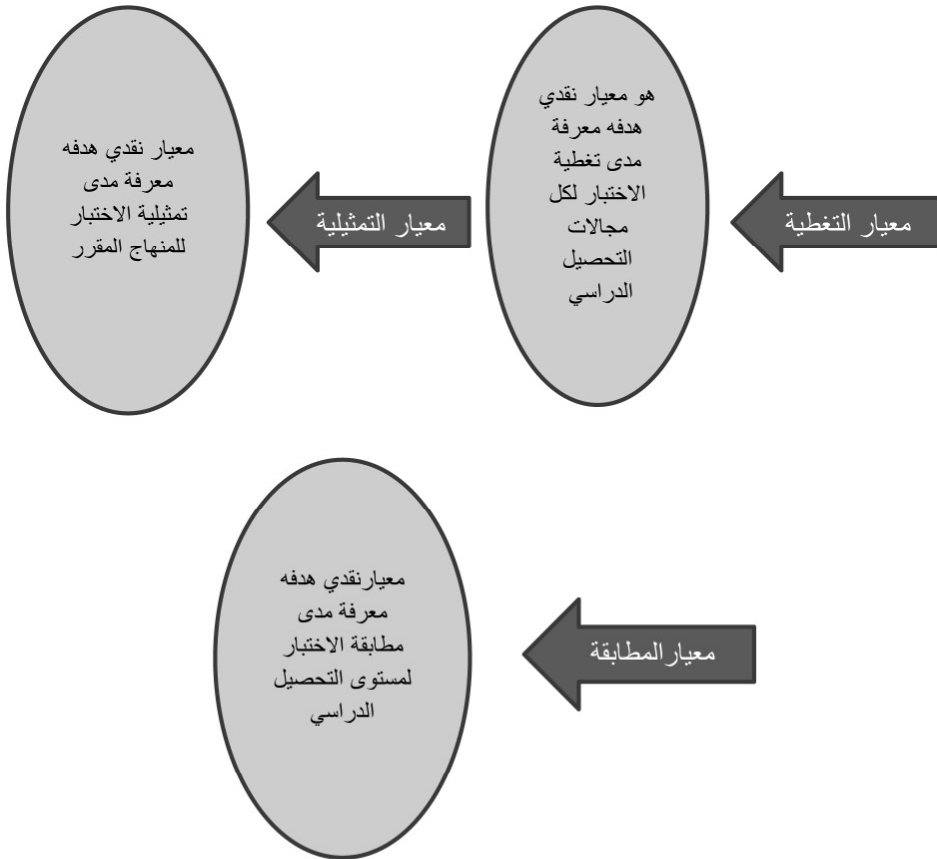 معيار التغطية
هو معيار نقدي
هدفه معرفة
مدى تغطية
الاختبار لكل
مجالات
التحصيل
الدراسي
معيار التمثيلية
معيار نقدي هدفه
معرفة مدى
تمثيلية الاختبار
للمنهاج المقرر
معيار المطابقة
معيارنقدي هدفه
معرفة مدى
مطابقة الاختبار
لمستوى التحصيل
الدراسي